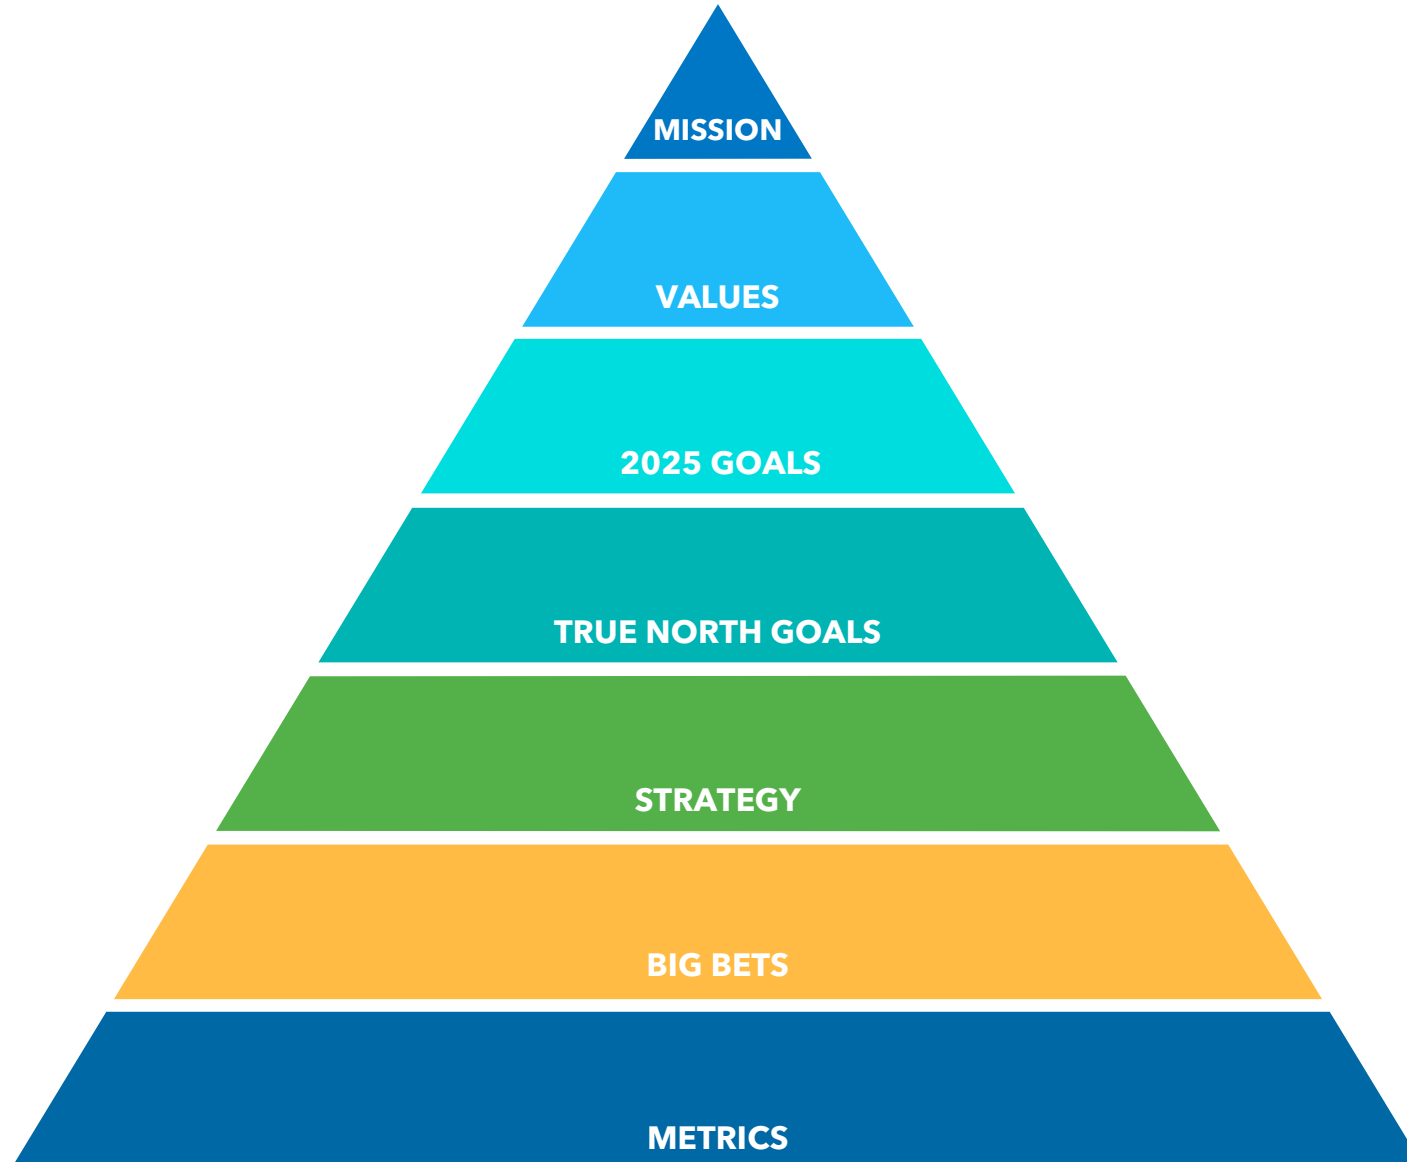 MISSION
VALUES
2025 GOALS
TRUE NORTH GOALS
STRATEGY
BIG BETS
METRICS